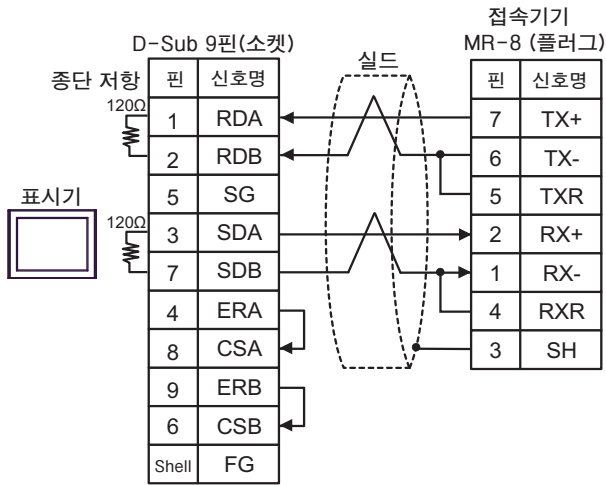 접속기기
D-Sub 9핀(소켓)
MR-8 (플러그)
실드
종단 저항
핀 신호명
핀 신호명
120Ω
1 RDA
7 TX+
2 RDB
6 TX-
5 SG
5 TXR
표시기
120Ω
3 SDA
2 RX+
7 SDB
1 RX-
4 ERA
4 RXR
8 CSA
3 SH
9 ERB
6 CSB
Shell FG